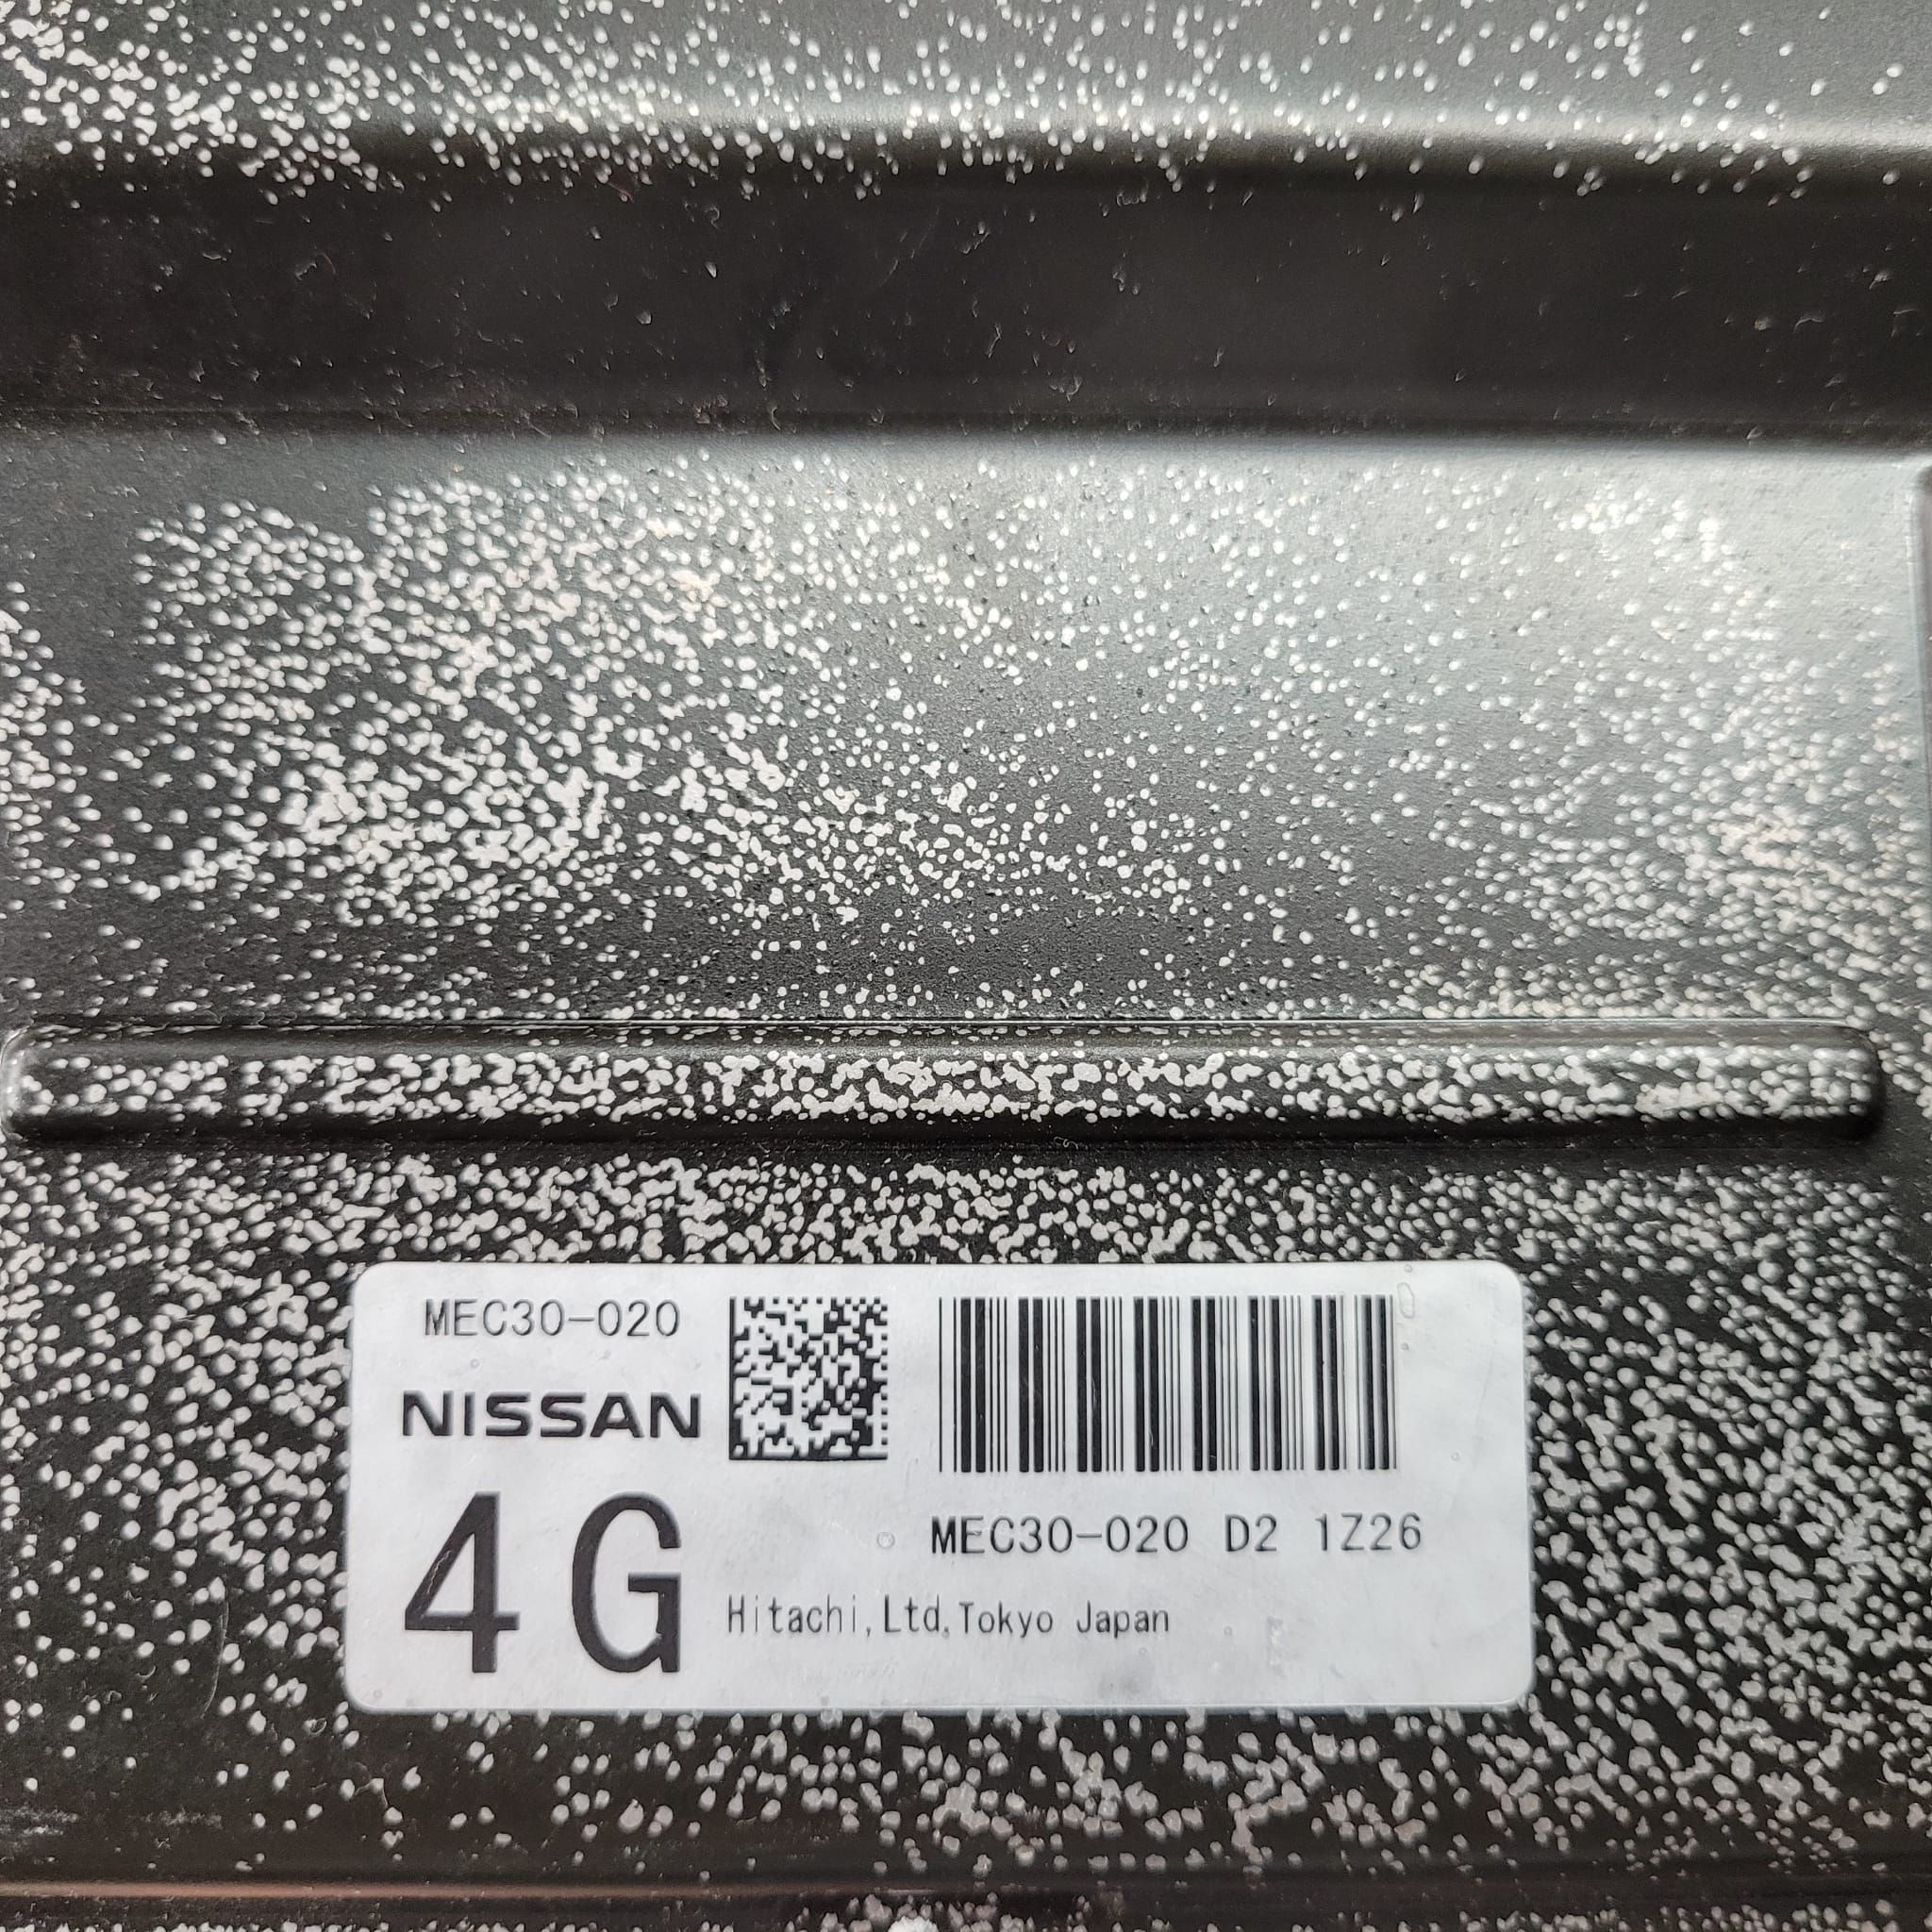 MEC30-020
NISSAN
4G
MEC30-020 D2 1Z26
Hitachi,Ltd.Tokyo Japan